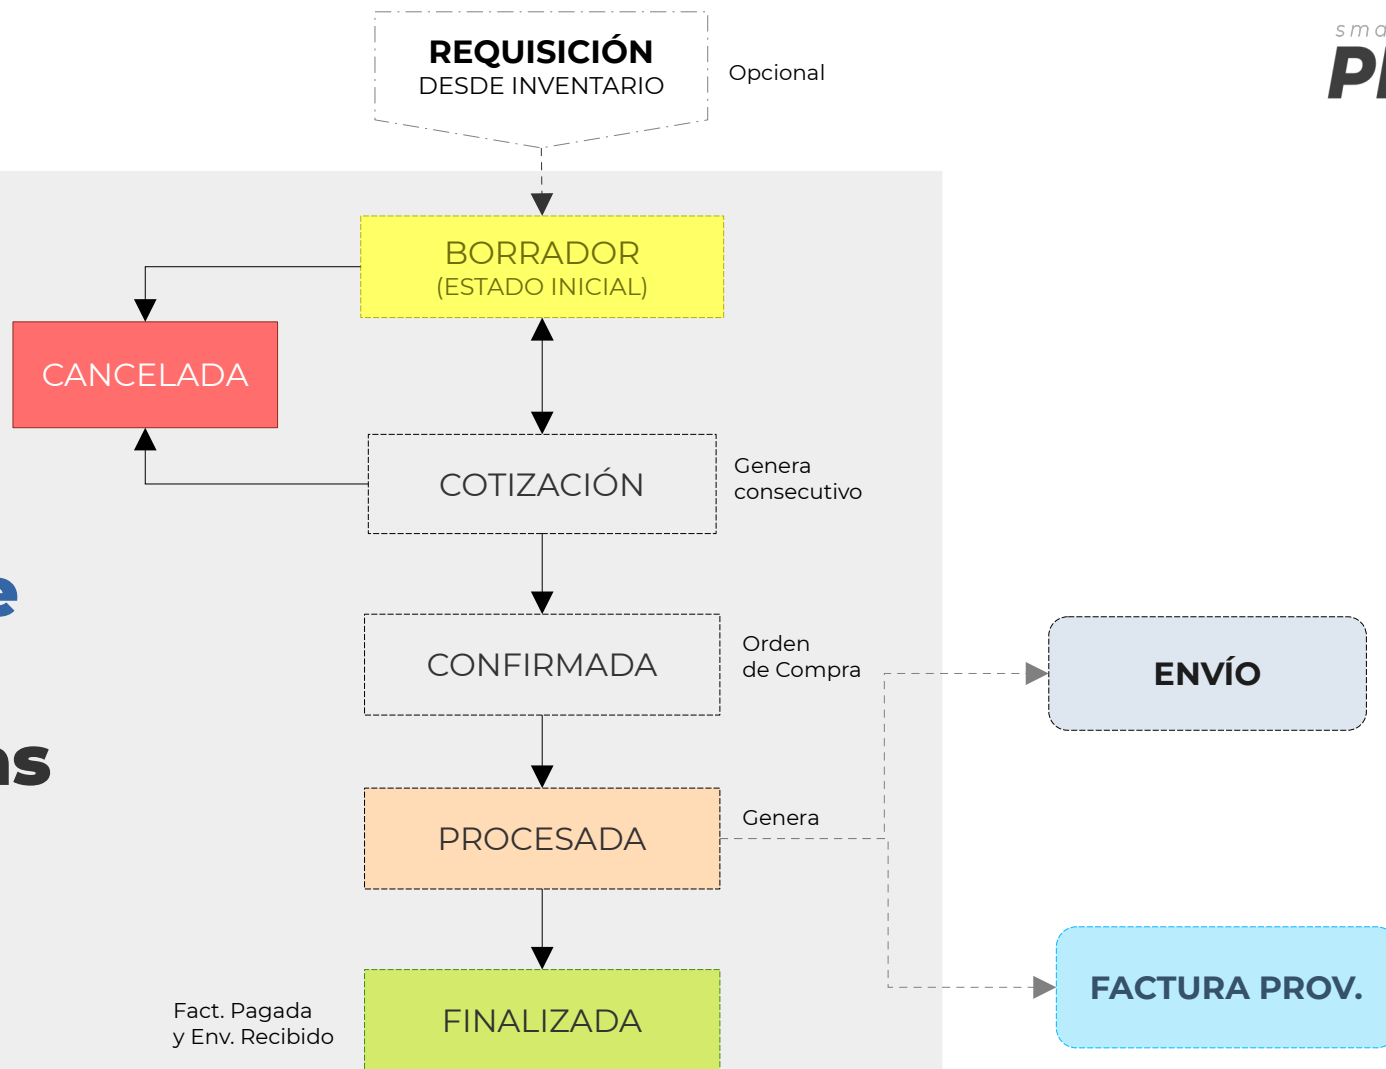 REQUISICIÓN
DESDE INVENTARIO
Opcional
BORRADOR
(ESTADO INICIAL)
CANCELADA
COTIZACIÓN
Genera
consecutivo
CONFIRMADA
Orden
de Compra
ENVÍO
PROCESADA
Genera
FACTURA PROV.
Fact. Pagada
y Env. Recibido
FINALIZADA